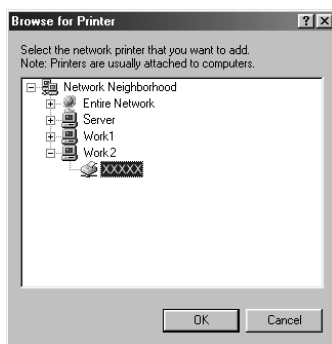 Browse for Printer
Select the network printer that you want to add.
Note: Printers are usually attached to computers.
Network Neighborhood
Entire Network
Server
Work1
Work2
XXXXX
OK Cancel